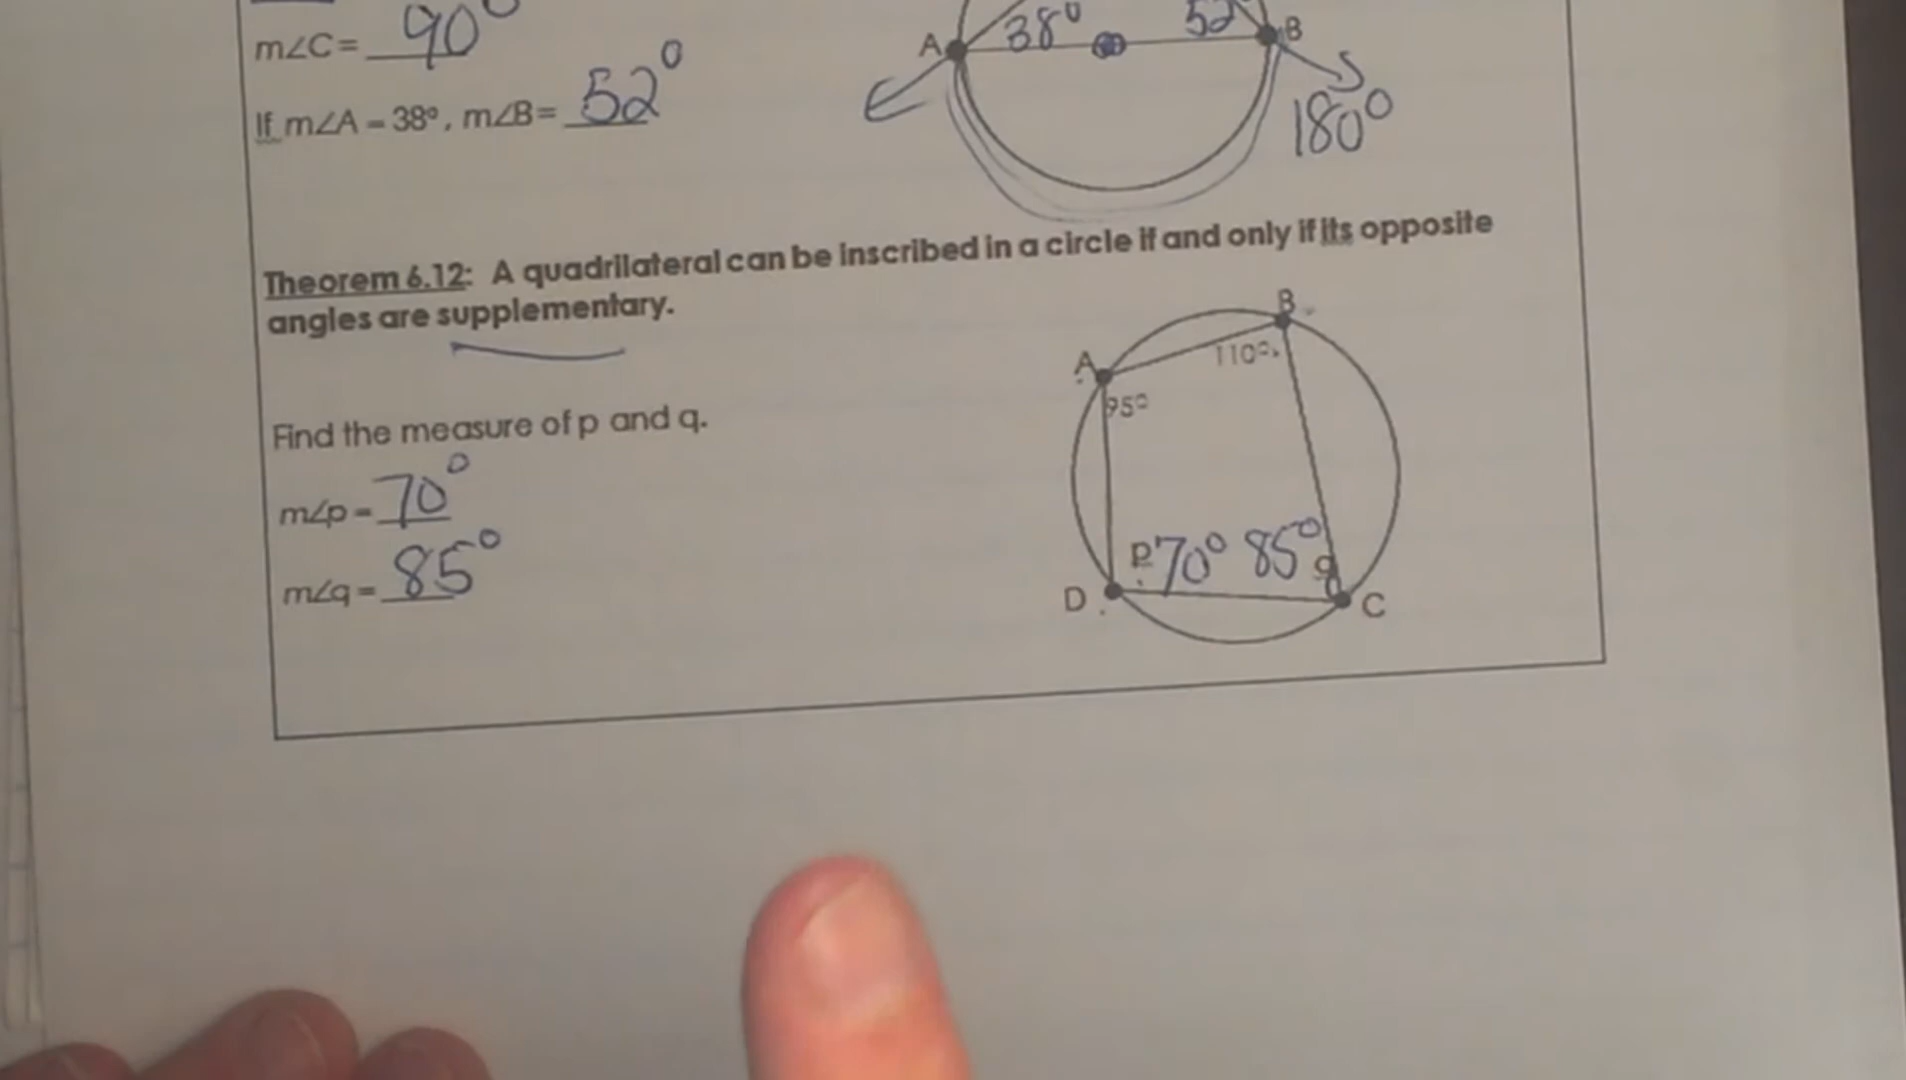 m∠C= 90°
38° 52°
A B
If m∠A = 38°, m∠B= 52°
180°
Theorem 6.12: A quadrilateral can be inscribed in a circle if and only if its opposite
angles are supplementary.
B
A 110°
95°
Find the measure of p and q.
m∠p = 70°
m∠q = 85°
p 70° 85° q
D C